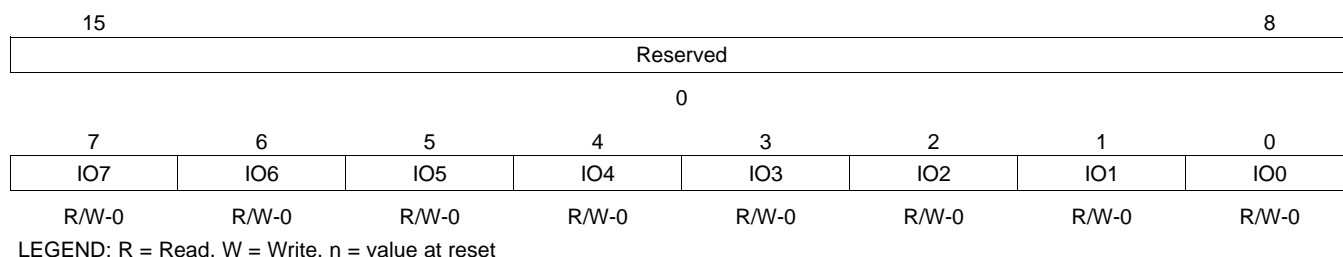 15 8
Reserved
0
7 6 5 4 3 2 1 0
IO7 IO6 IO5 IO4 IO3 IO2 IO1 IO0
R/W-0 R/W-0 R/W-0 R/W-0 R/W-0 R/W-0 R/W-0 R/W-0
LEGEND: R = Read, W = Write, n = value at reset